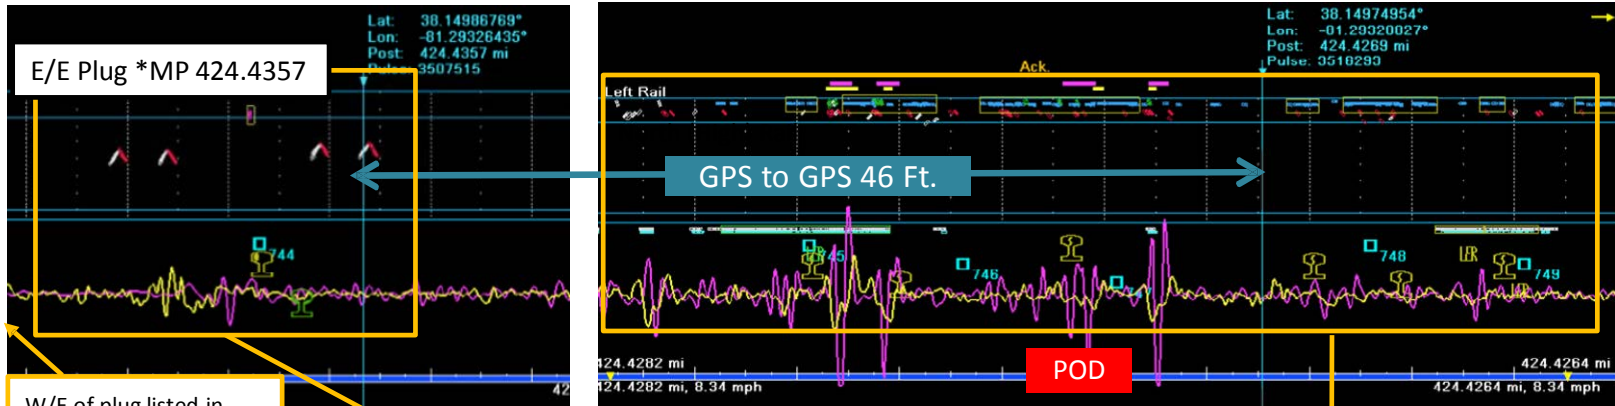 Lat: 38.14986769°
Lon: -81.29326435°
Post: 424.4357 mi
Pulse: 3507515
E/E Plug *MP 424.4357
744
W/E of plug listed in
Lat: 38.14974954°
Lon: -01.29320027°
Post: 424.4269 mi
Pulse: 3510293
Ack.
Left Rail
GPS to GPS 46 Ft.
745
746
748
LER
749
POD
424.4282 mi
424.4264 mi
424.4282 mi, 8.34 mph
424.4264 mi, 8.34 mph